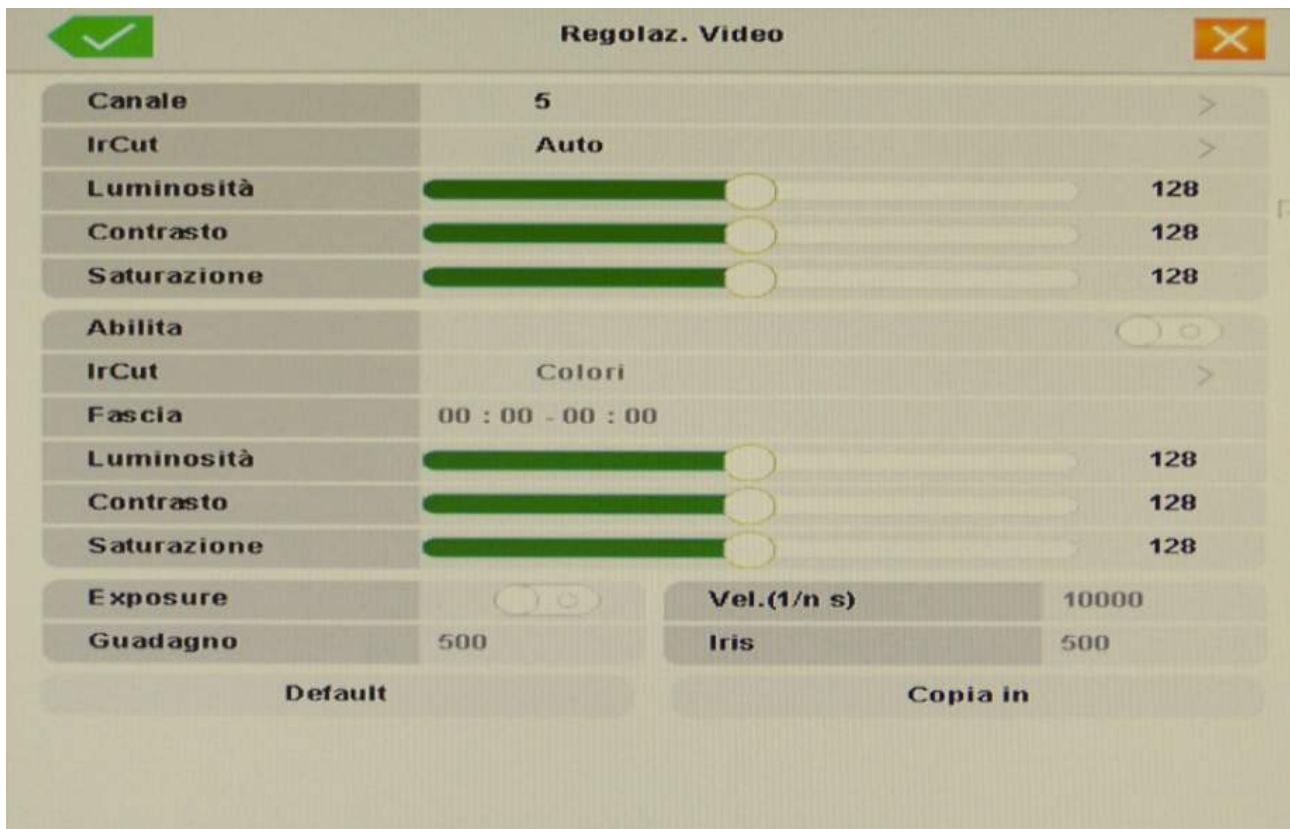 Regolaz. Video
Canale 5 >
IrCut Auto >
Luminosità 128
Contrasto 128
Saturazione 128
Abilita
IrCut Colori >
Fascia 00 : 00 - 00 : 00
Luminosità 128
Contrasto 128
Saturazione 128
Exposure Vel.(1/n s) 10000
Guadagno 500 Iris 500
Default Copia in